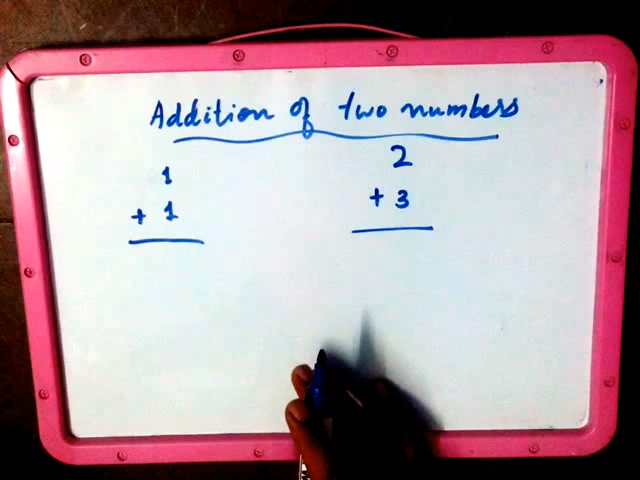 Addition of two numbers
1
+ 1
2
+ 3